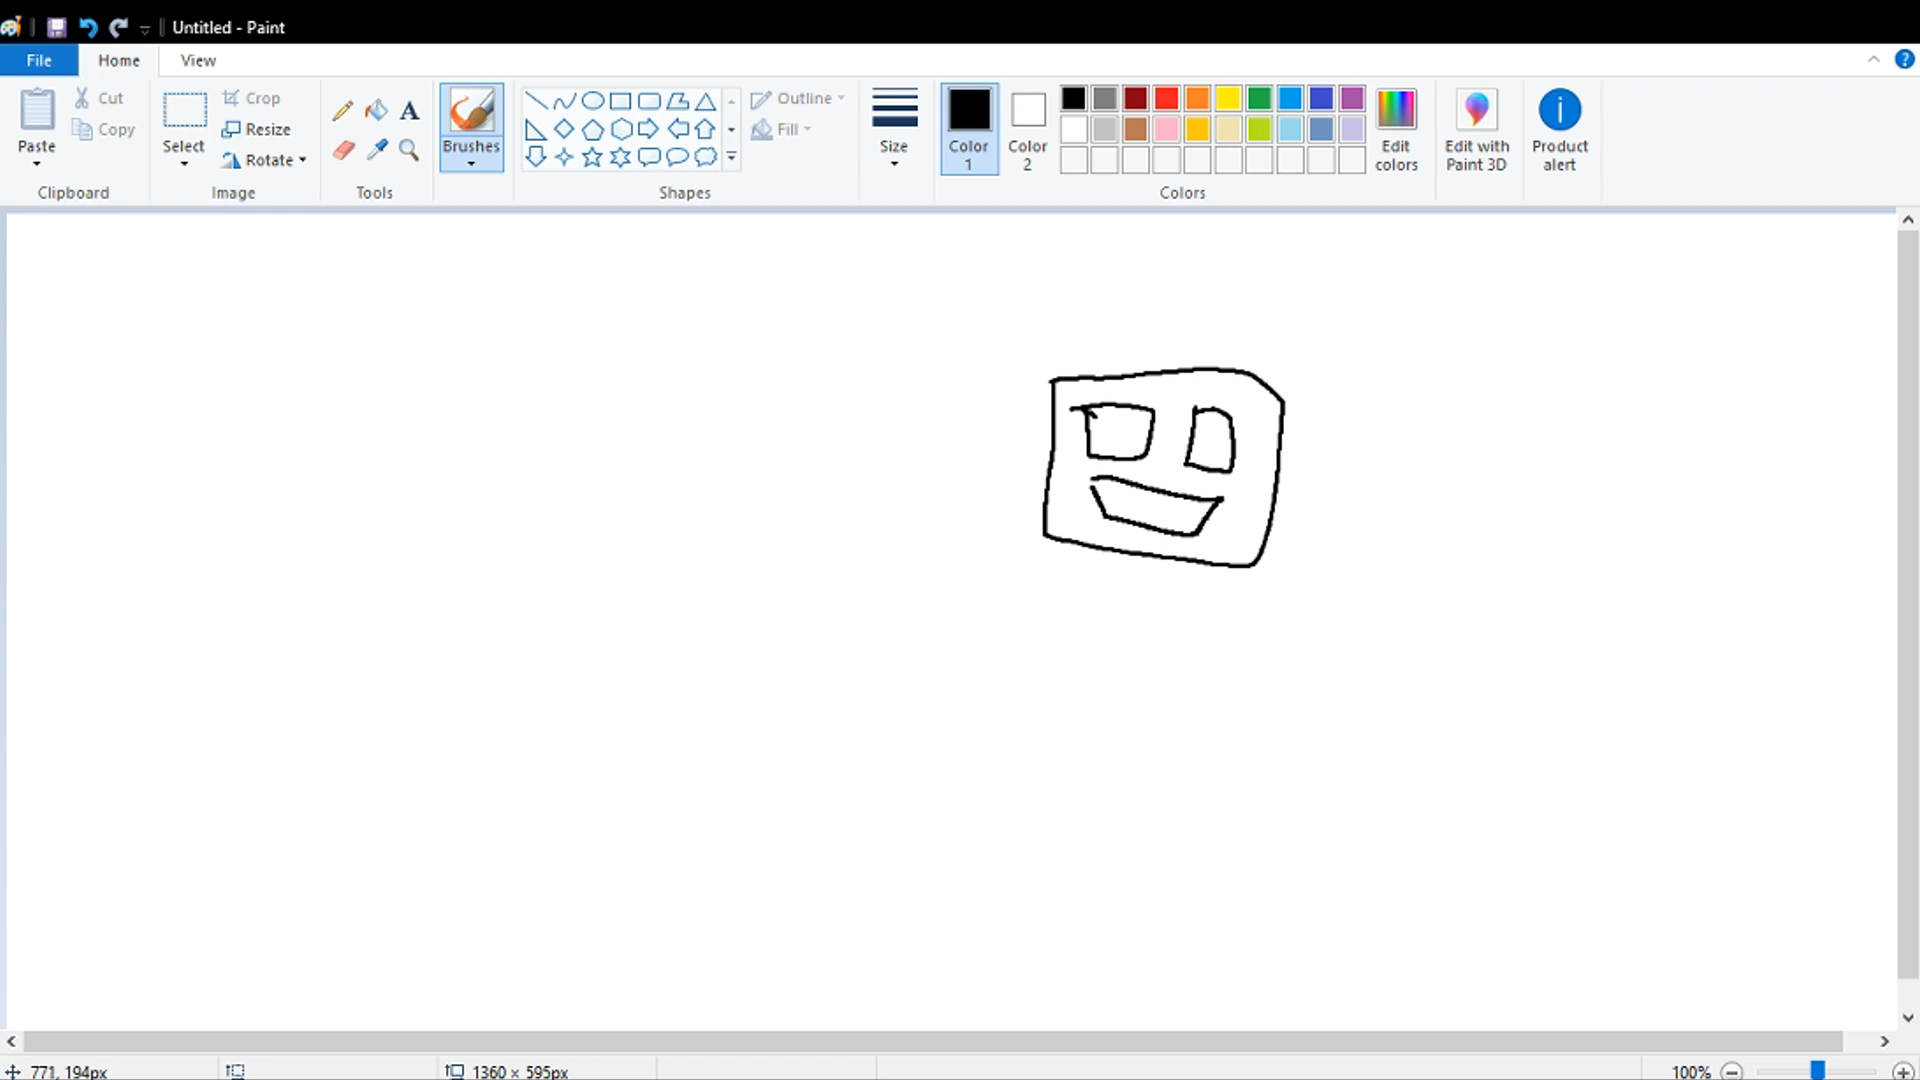 Untitled - Paint
File Home View
Cut
Copy
Paste
Clipboard
Select
Crop
Resize
Rotate
Image
A
Tools
Brushes
Shapes
Outline
Fill
Size
Color 1
Color 2
Colors
Edit colors
Edit with Paint 3D
Product alert
771, 194px
1360 × 595px
100%